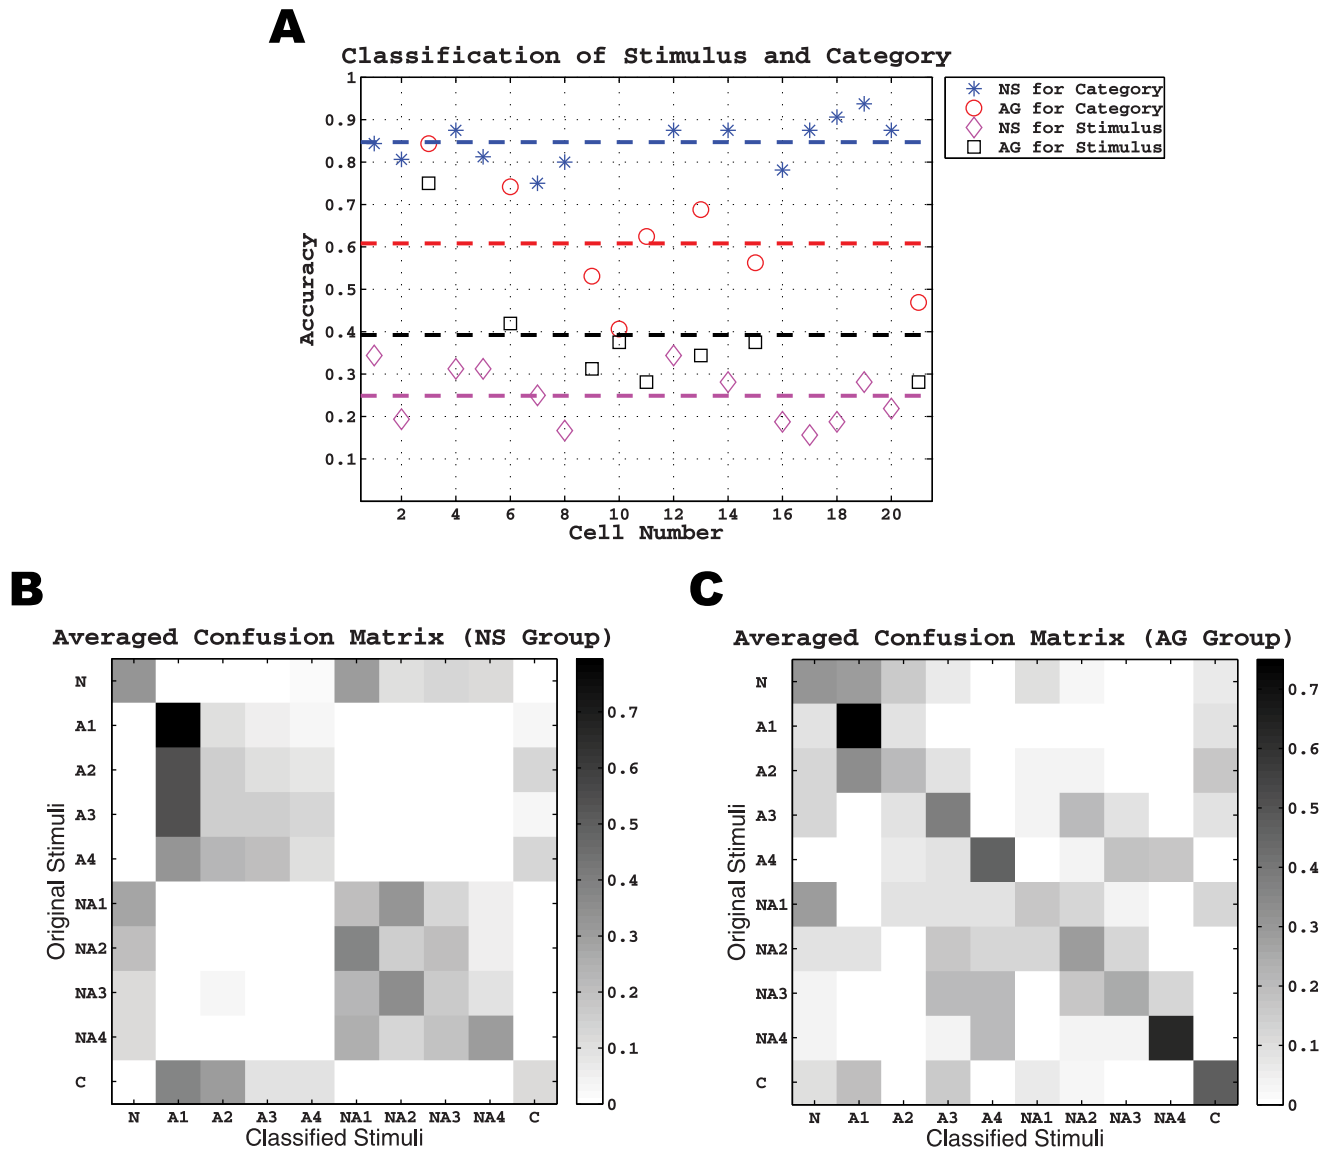 A
Classification of Stimulus and Category
1
0.9
0.8
0.7
0.6
0.5
0.4
0.3
0.2
0.1
Accuracy
2 4 6 8 10 12 14 16 18 20
Cell Number
NS for Category
AG for Category
NS for Stimulus
AG for Stimulus
B
Averaged Confusion Matrix (NS Group)
Original Stimuli
N
A1
A2
A3
A4
NA1
NA2
NA3
NA4
C
N A1 A2 A3 A4 NA1 NA2 NA3 NA4 C
Classified Stimuli
0.7
0.6
0.5
0.4
0.3
0.2
0.1
0
C
Averaged Confusion Matrix (AG Group)
Original Stimuli
N
A1
A2
A3
A4
NA1
NA2
NA3
NA4
C
N A1 A2 A3 A4 NA1 NA2 NA3 NA4 C
Classified Stimuli
0.7
0.6
0.5
0.4
0.3
0.2
0.1
0